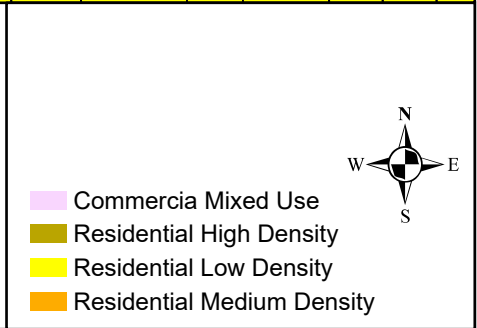 N
W E
S
Commercia Mixed Use
Residential High Density
Residential Low Density
Residential Medium Density